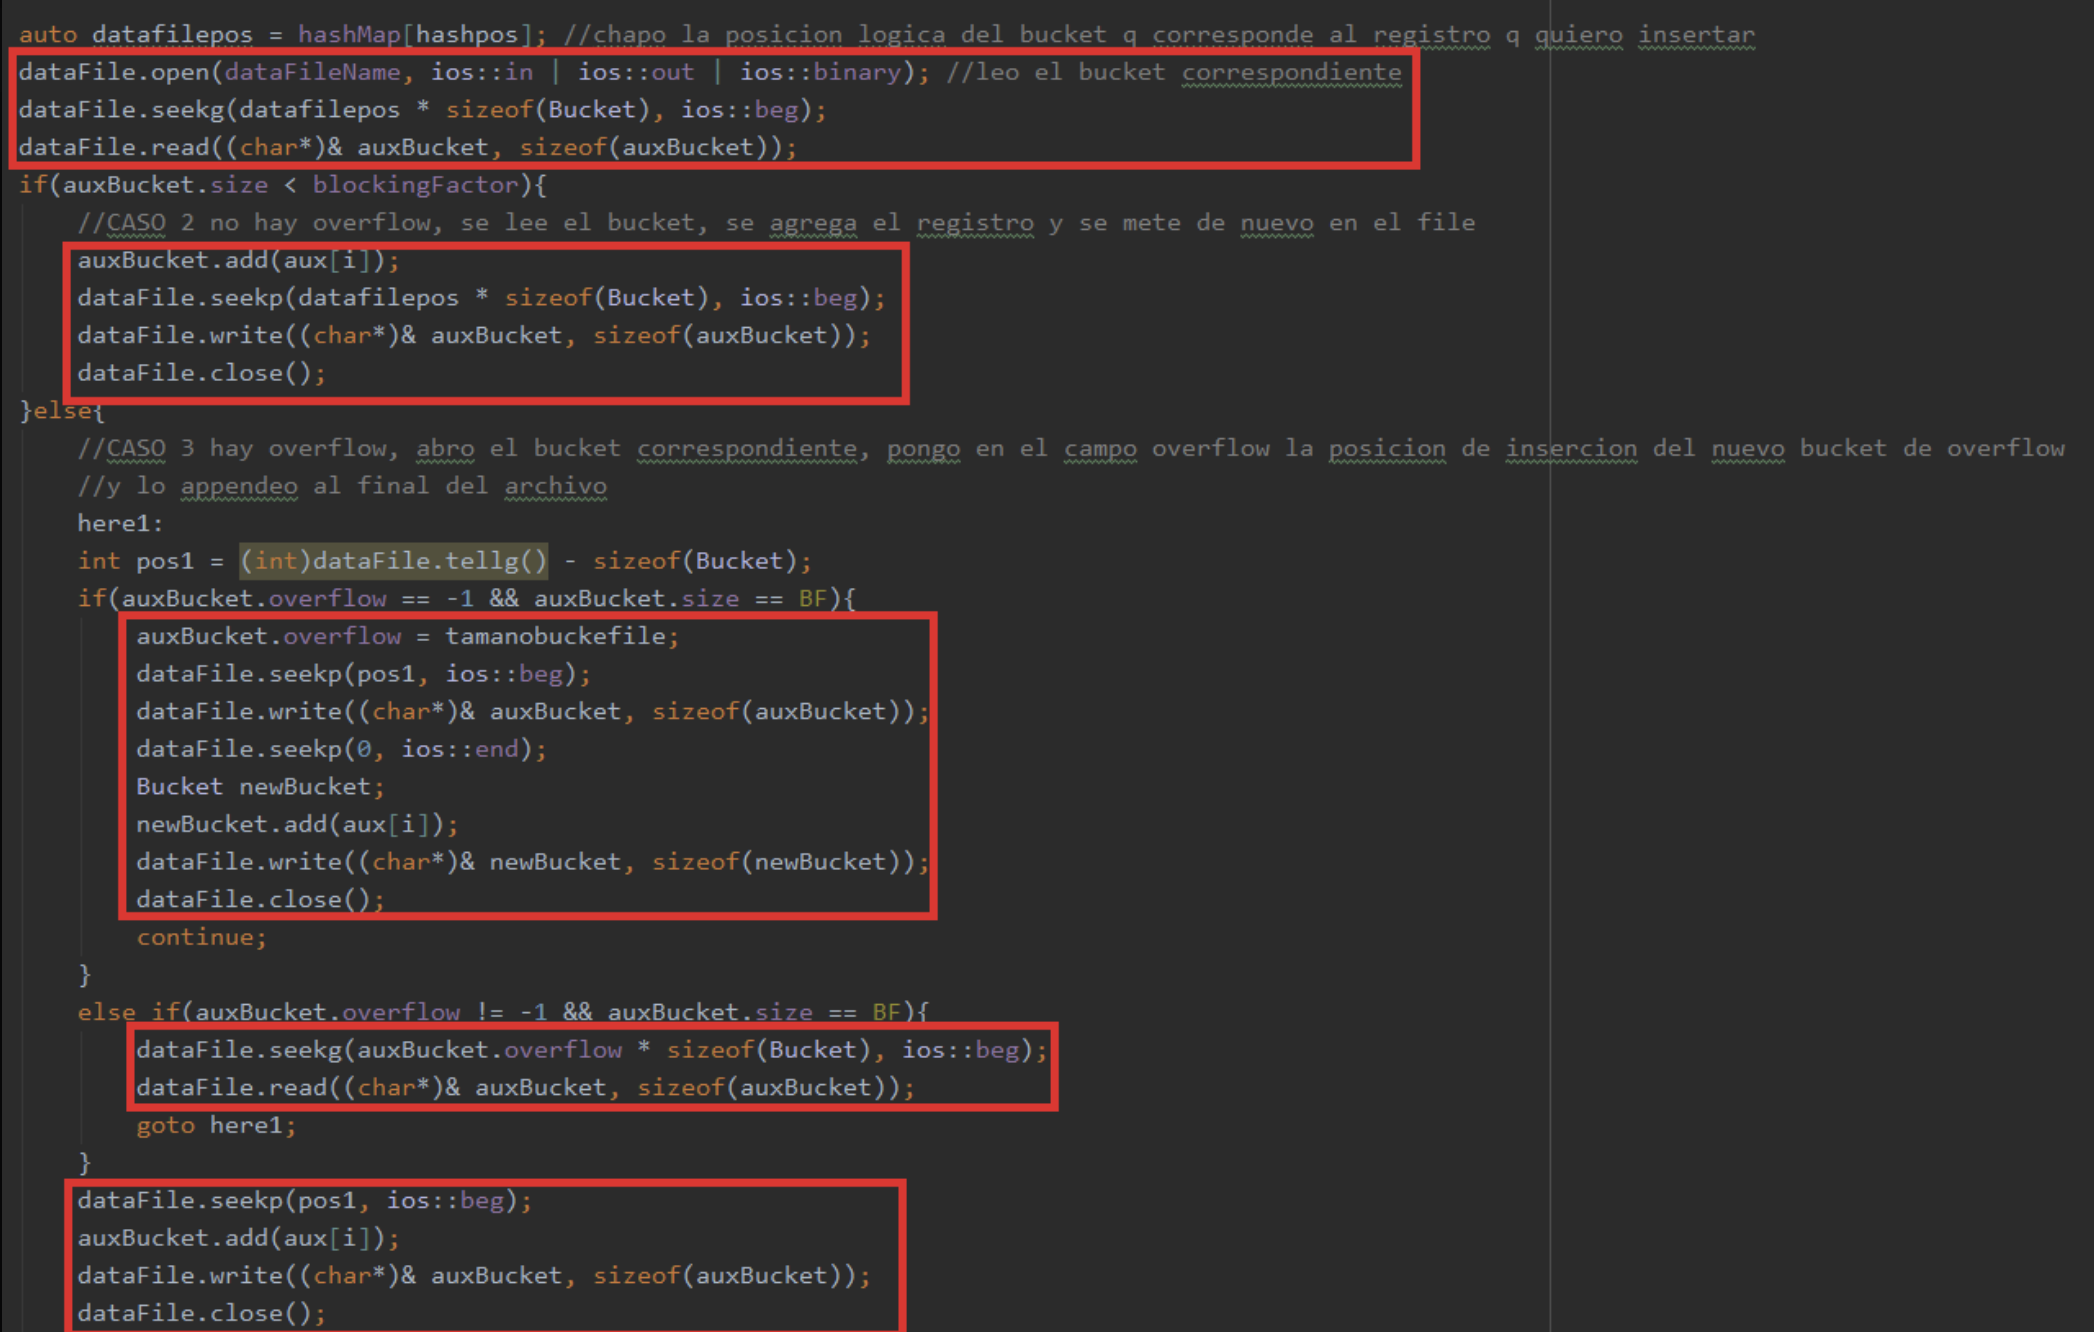 auto datafilepos = hashMap[hashpos]; //chapo la posicion logica del bucket q corresponde al registro q quiero insertar
dataFile.open(dataFileName, ios::in | ios::out | ios::binary); //leo el bucket correspondiente
dataFile.seekg(datafilepos * sizeof(Bucket), ios::beg);
dataFile.read((char*)& auxBucket, sizeof(auxBucket));
if(auxBucket.size < blockingFactor){
    //CASO 2 no hay overflow, se lee el bucket, se agrega el registro y se mete de nuevo en el file
    auxBucket.add(aux[i]);
    dataFile.seekp(datafilepos * sizeof(Bucket), ios::beg);
    dataFile.write((char*)& auxBucket, sizeof(auxBucket));
    dataFile.close();
}else{
    //CASO 3 hay overflow, abro el bucket correspondiente, pongo en el campo overflow la posicion de insercion del nuevo bucket de overflow
    //y lo appendeo al final del archivo
    here1:
    int pos1 = (int)dataFile.tellg() - sizeof(Bucket);
    if(auxBucket.overflow == -1 && auxBucket.size == BF){
        auxBucket.overflow = tamanobuckefile;
        dataFile.seekp(pos1, ios::beg);
        dataFile.write((char*)& auxBucket, sizeof(auxBucket));
        dataFile.seekp(0, ios::end);
        Bucket newBucket;
        newBucket.add(aux[i]);
        dataFile.write((char*)& newBucket, sizeof(newBucket));
        dataFile.close();
        continue;
    }
    else if(auxBucket.overflow != -1 && auxBucket.size == BF){
        dataFile.seekg(auxBucket.overflow * sizeof(Bucket), ios::beg);
        dataFile.read((char*)& auxBucket, sizeof(auxBucket));
        goto here1;
    }
    dataFile.seekp(pos1, ios::beg);
    auxBucket.add(aux[i]);
    dataFile.write((char*)& auxBucket, sizeof(auxBucket));
    dataFile.close();